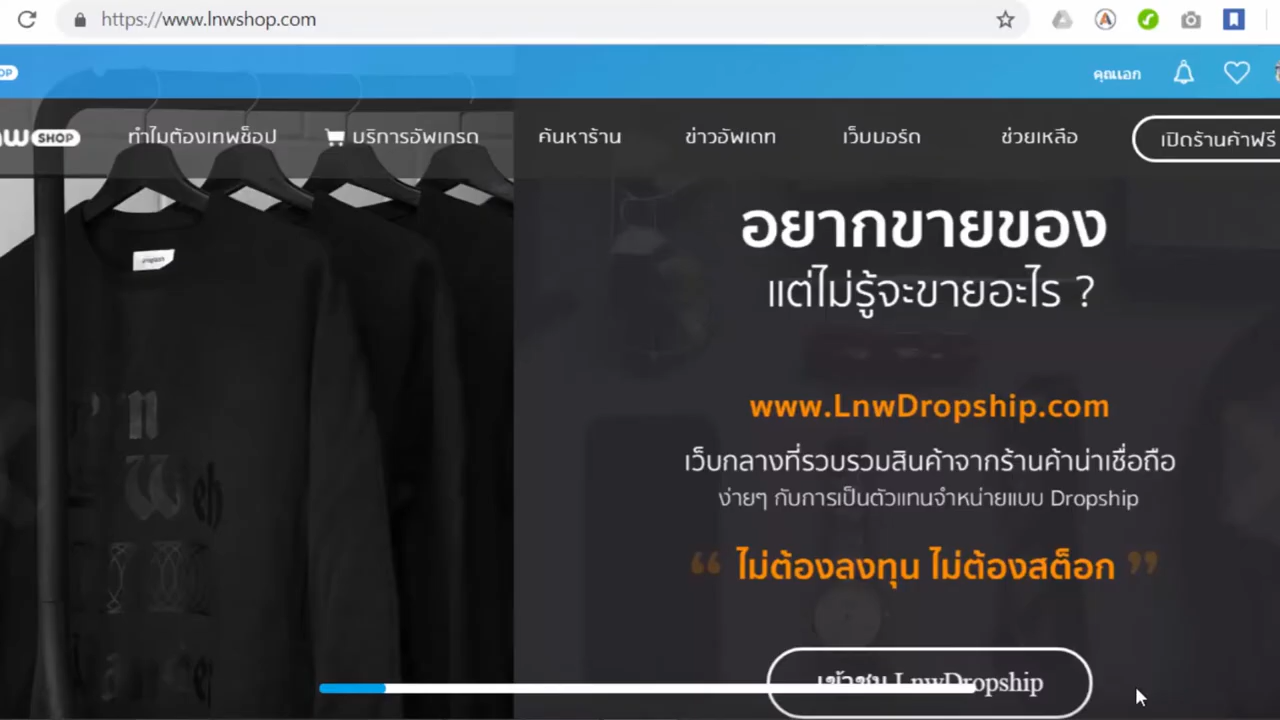 https://www.lnwshop.com
OP
คุณเอก
SHOP
ทำไมต้องเทพช็อป
บริการอัพเกรด
ค้นหาร้าน
ข่าวอัพเดท
เว็บบอร์ด
ช่วยเหลือ
เปิดร้านค้าฟรี
อยากขายของ
แต่ไม่รู้จะขายอะไร ?
www.LnwDropship.com
เว็บกลางที่รวบรวมสินค้าจากร้านค้าน่าเชื่อถือ
ง่ายๆ กับการเป็นตัวแทนจำหน่ายแบบ Dropship
“ ไม่ต้องลงทุน ไม่ต้องสต็อก ”
เข้าชม LnwDropship